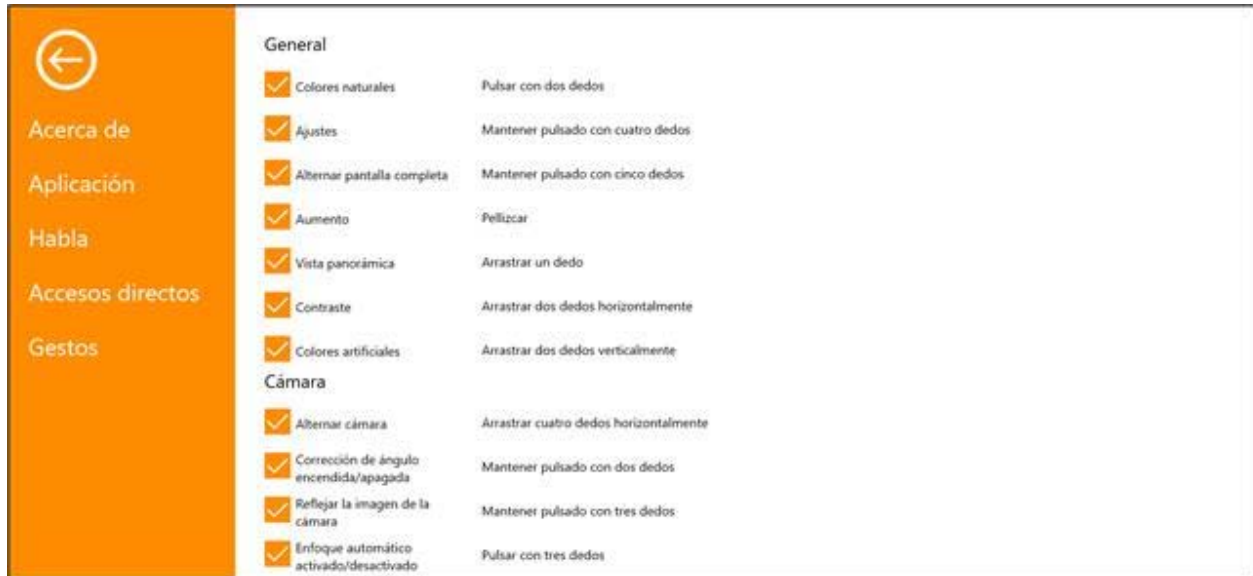 Acerca de
Aplicación
Habla
Accesos directos
Gestos
General
Colores naturales Pulsar con dos dedos
Ajustes Mantener pulsado con cuatro dedos
Alternar pantalla completa Mantener pulsado con cinco dedos
Aumento Pellizcar
Vista panorámica Arrastrar un dedo
Contraste Arrastrar dos dedos horizontalmente
Colores artificiales Arrastrar dos dedos verticalmente
Cámara
Alternar cámara Arrastrar cuatro dedos horizontalmente
Corrección de ángulo
encendida/apagada Mantener pulsado con dos dedos
Reflejar la imagen de la
cámara Mantener pulsado con tres dedos
Enfoque automático
activado/desactivado Pulsar con tres dedos